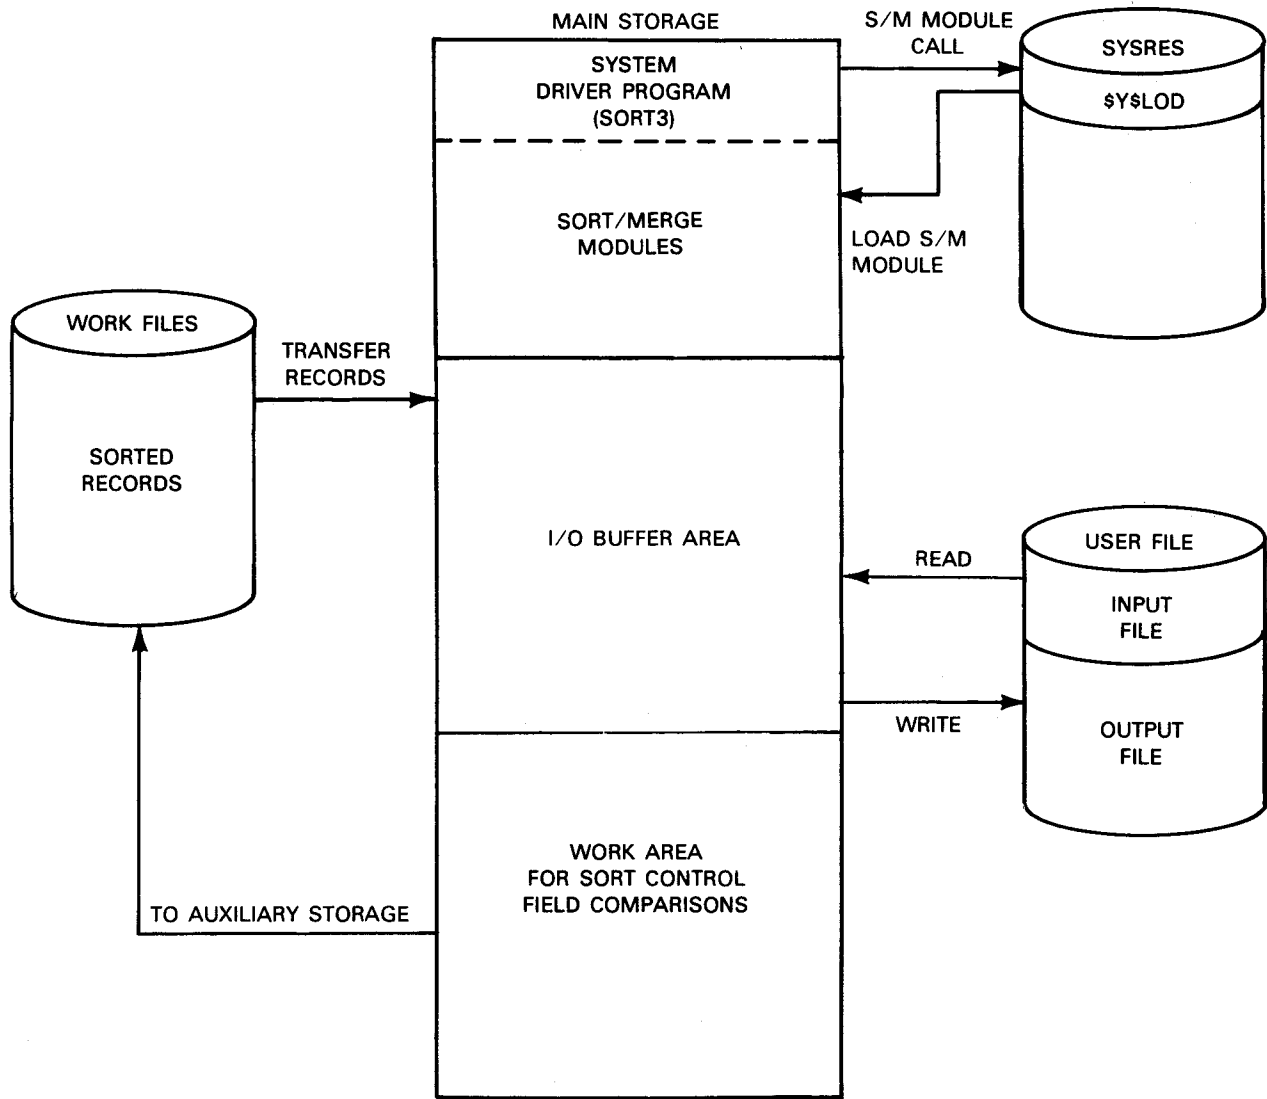 MAIN STORAGE
S/M MODULE
CALL
SYSRES
$Y$LOD
SYSTEM
DRIVER PROGRAM
(SORT3)
SORT/MERGE
MODULES
LOAD S/M
MODULE
WORK FILES
SORTED
RECORDS
TRANSFER
RECORDS
I/O BUFFER AREA
READ
WRITE
USER FILE
INPUT
FILE
OUTPUT
FILE
WORK AREA
FOR SORT CONTROL
FIELD COMPARISONS
TO AUXILIARY STORAGE